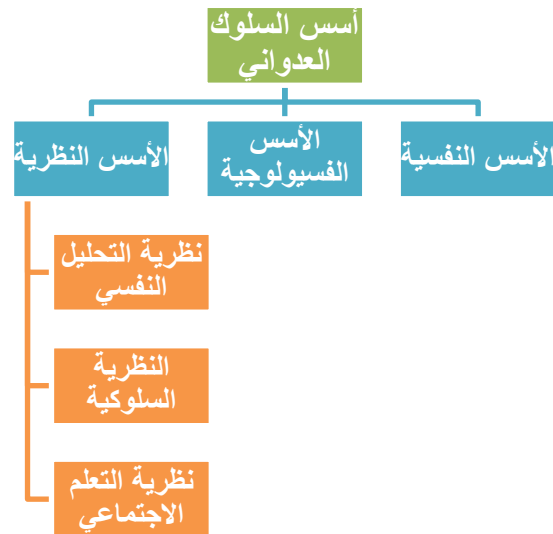 أسس السلوك
العدواني
الأسس النفسية
الأسس
الفسيولوجية
الأسس النظرية
نظرية التحليل
النفسي
النظرية
السلوكية
نظرية التعلم
الاجتماعي